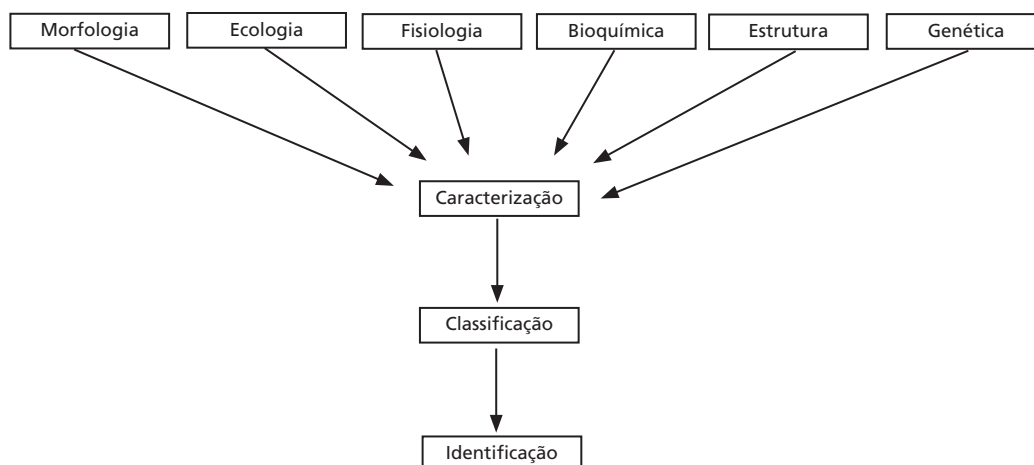 Morfologia
Ecologia
Fisiologia
Bioquímica
Estrutura
Genética
Caracterização
Classificação
Identificação